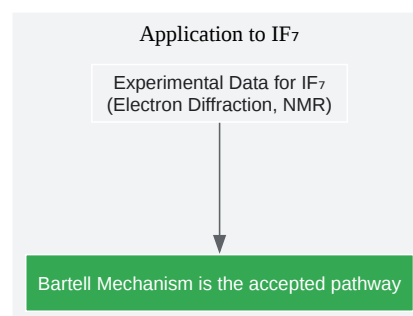 Application to IF₇
Experimental Data for IF₇
(Electron Diffraction, NMR)
Bartell Mechanism is the accepted pathway